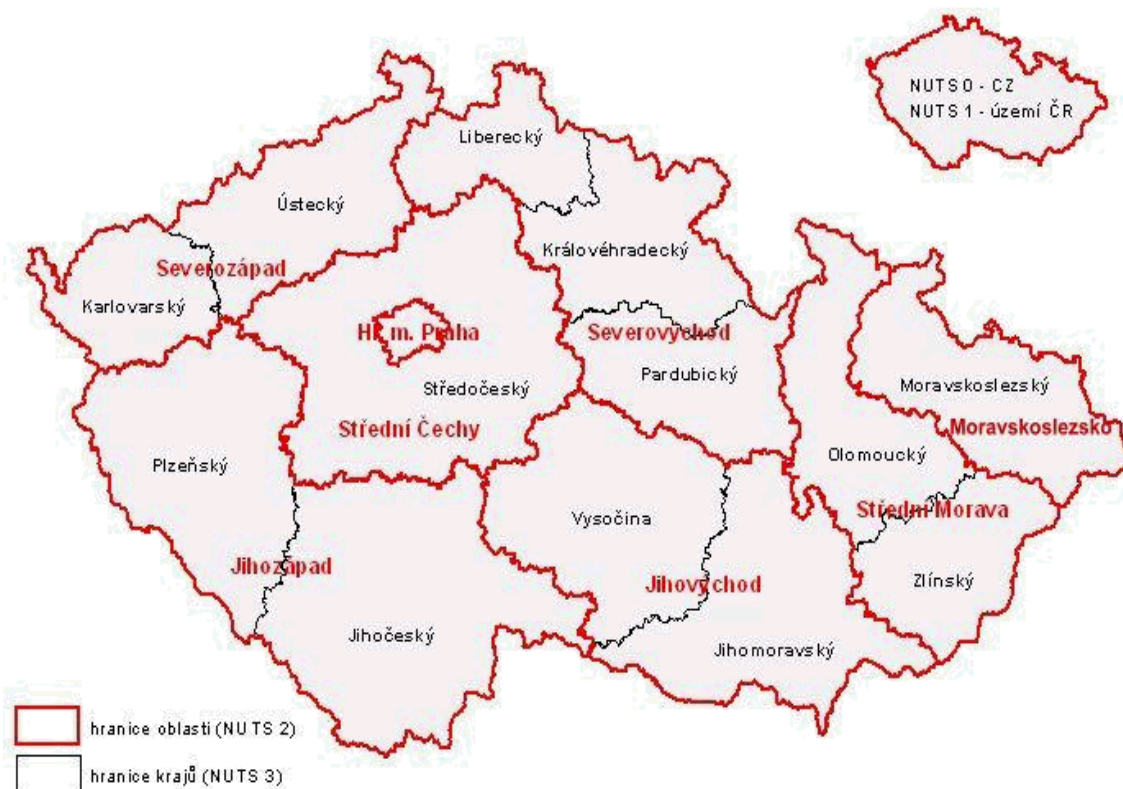 NUTS 0 - CZ
NUTS 1 - území ČR
Liberecký
Ústecký
Královéhradecký
Severozápad
Karlovarský
Hl. m. Praha
Severovýchod
Pardubický
Středočeský
Moravskoslezský
Střední Čechy
Moravskoslezsko
Plzeňský
Olomoucký
Vysočina
Střední Morava
Jihozápad
Jihovýchod
Zlínský
Jihočeský
Jihomoravský
hranice oblastí (NUTS 2)
hranice krajů (NUTS 3)